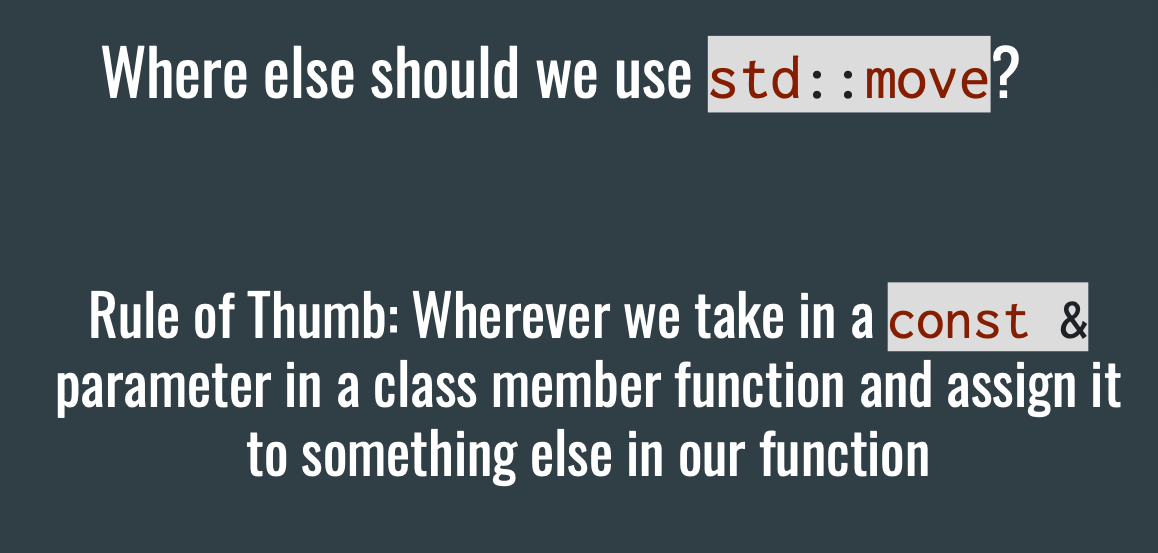 Where else should we use std::move?
Rule of Thumb: Wherever we take in a const &
parameter in a class member function and assign it
to something else in our function